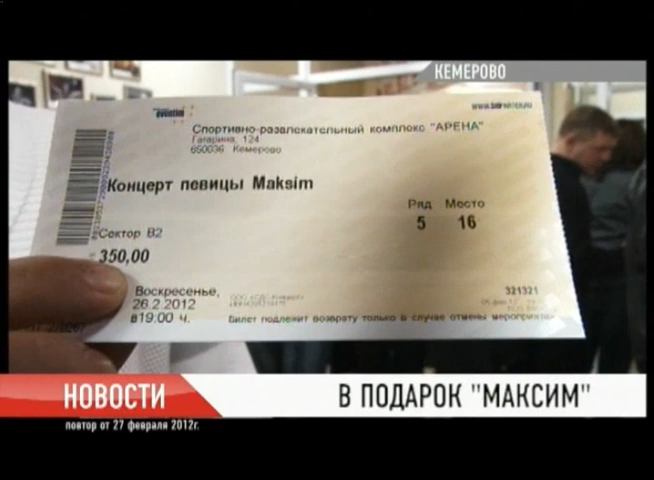 КЕМЕРОВО
eventim
Спортивно-развлекательный комплекс "АРЕНА"
Гагарина, 124
650036 Кемерово
Концерт певицы Maksim
Ряд Место
5 16
Сектор В2
350,00
Воскресенье,
26.2.2012
в19.00 ч.
321321
Билет подлежит возврату только в случае отмены мероприятия
НОВОСТИ
В ПОДАРОК "МАКСИМ"
повтор от 27 февраля 2012г.